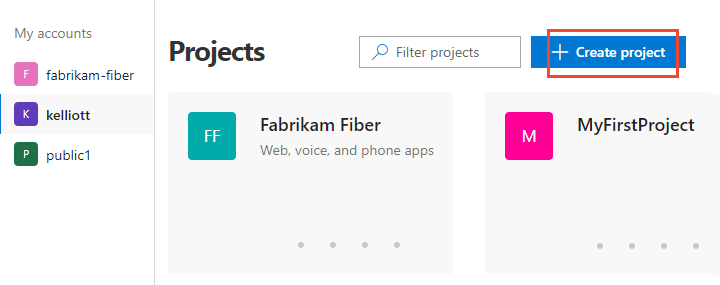 My accounts
F fabrikam-fiber
K kelliott
P public1
Projects
Filter projects
Create project
FF Fabrikam Fiber
Web, voice, and phone apps
M MyFirstProject